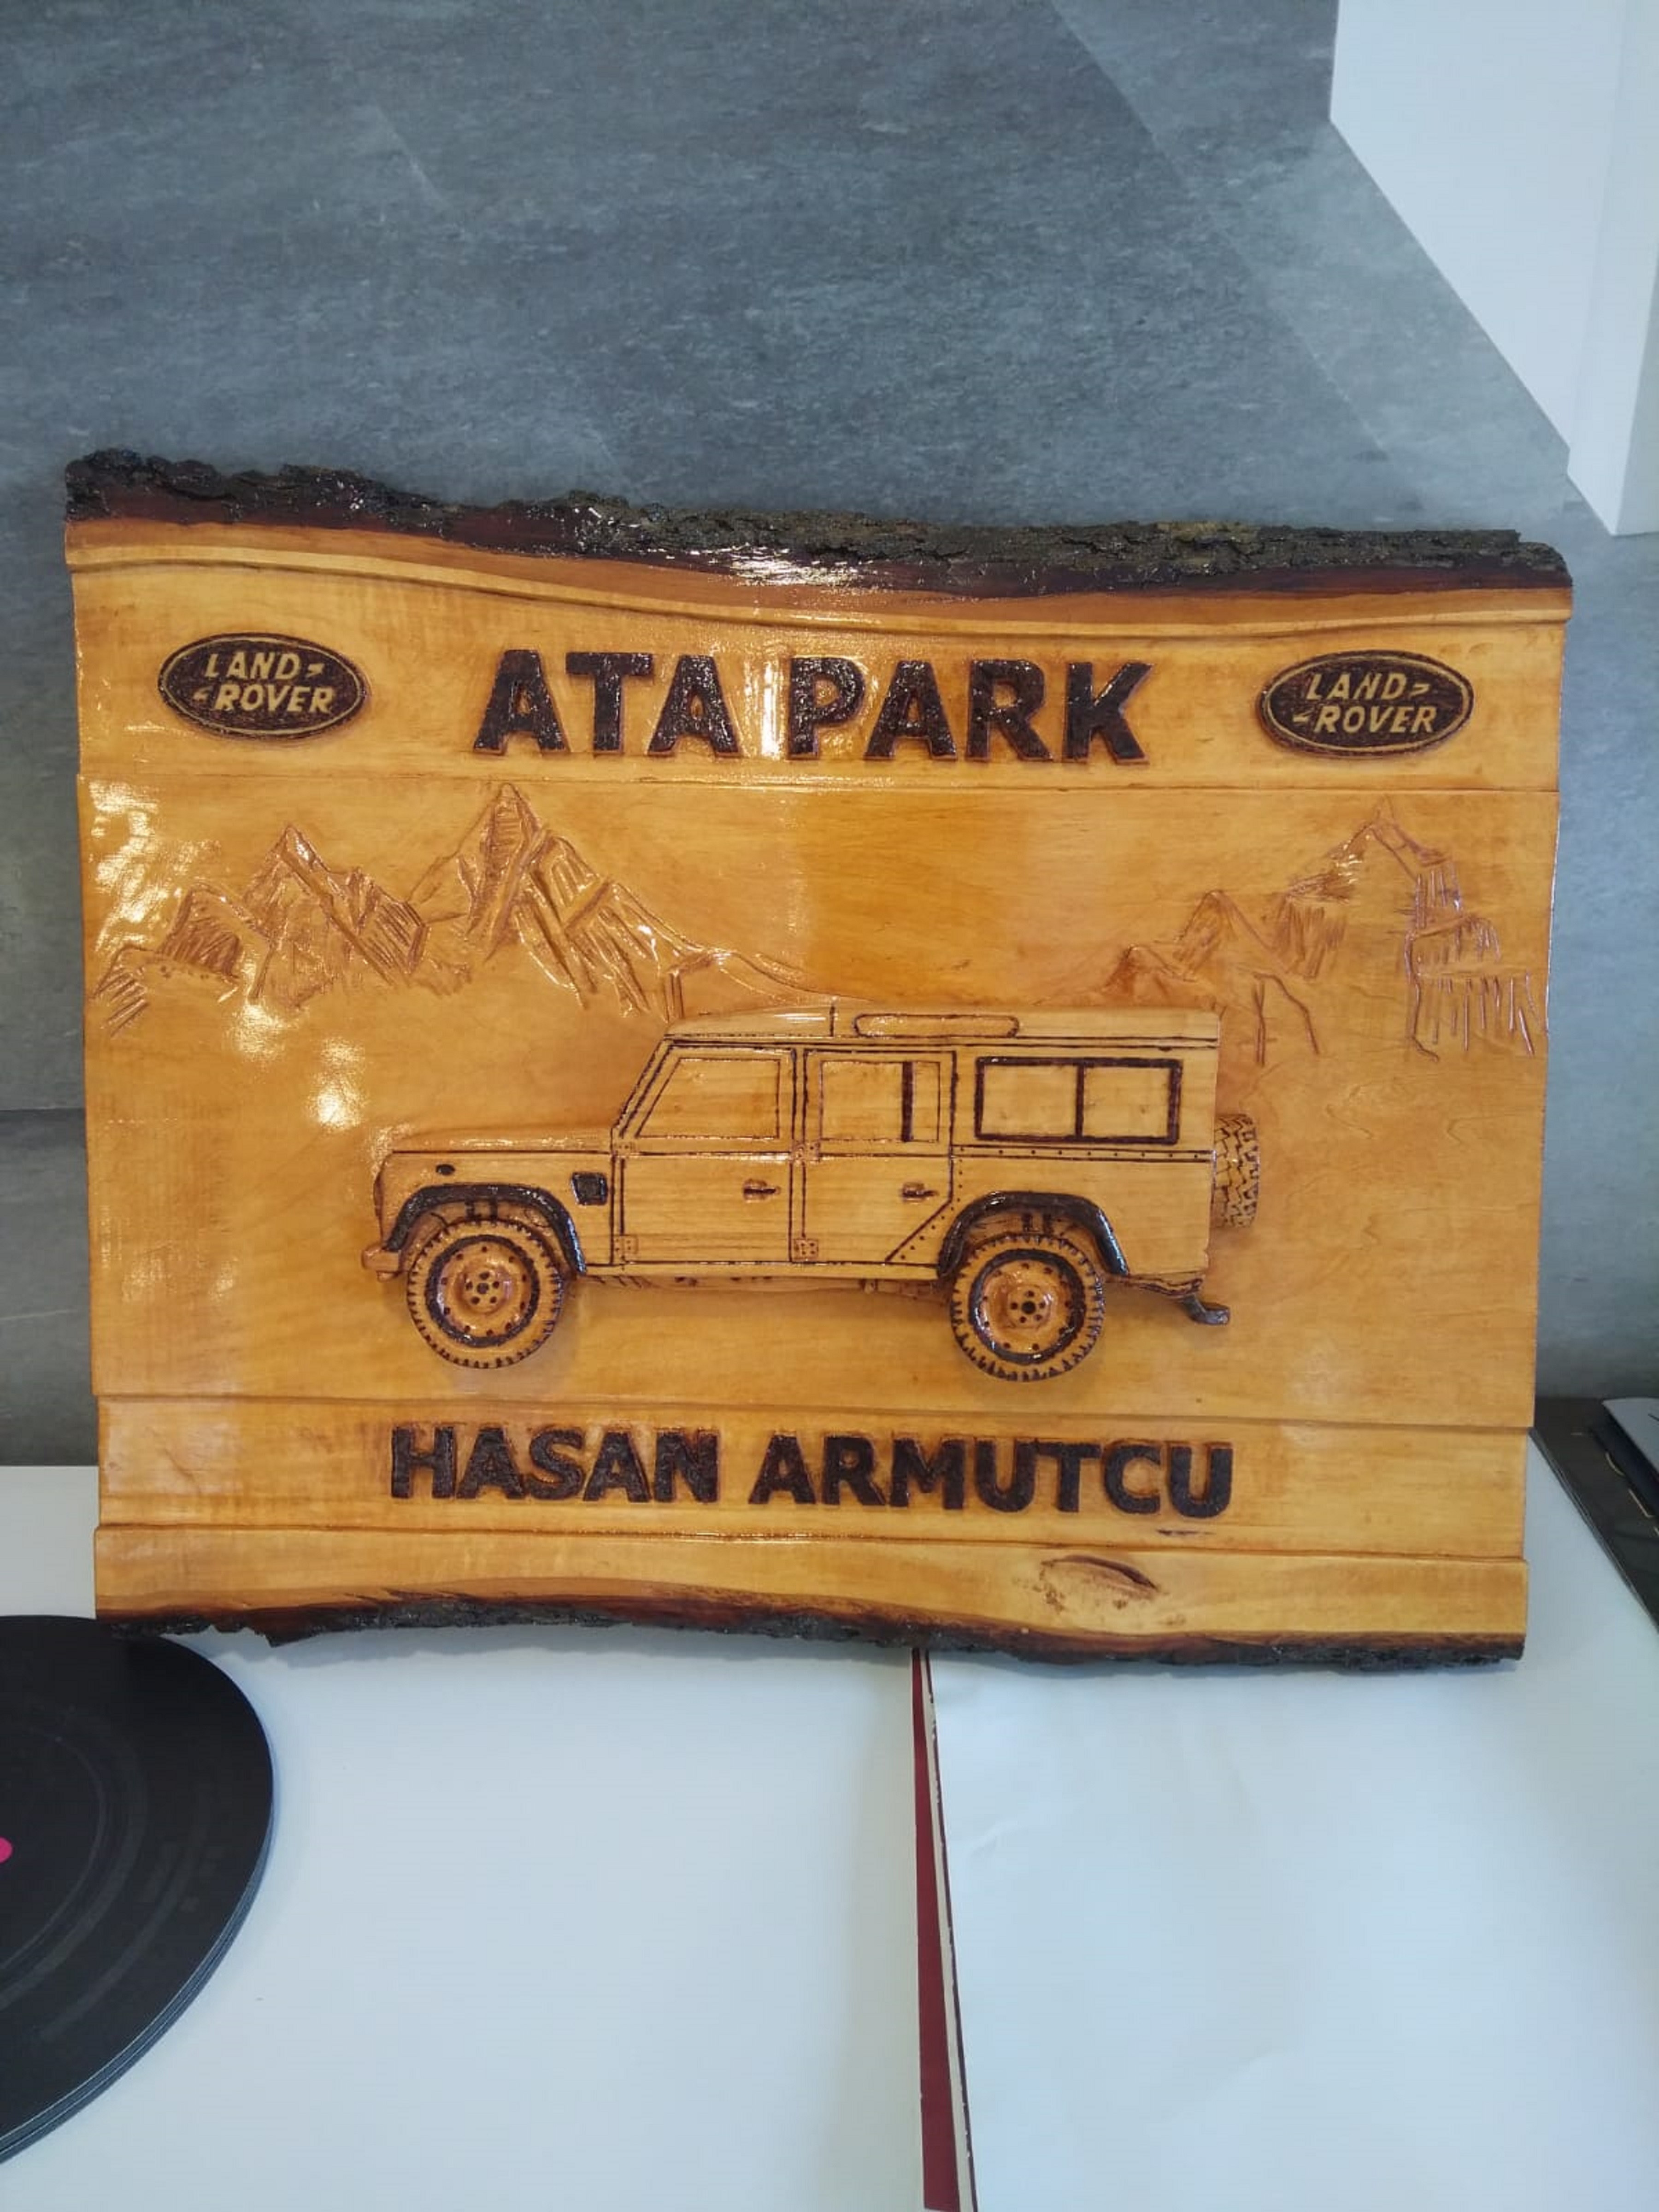 LAND-
-ROVER
ATA PARK
LAND-
-ROVER
HASAN ARMUTCU